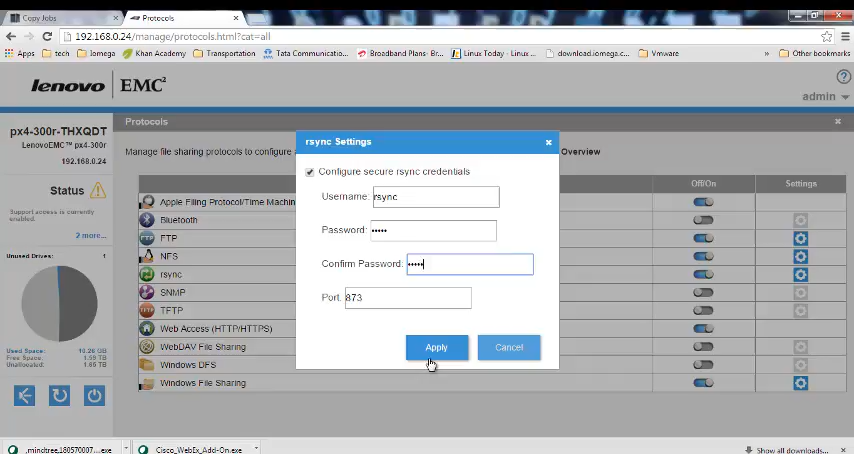 Copy Jobs × Protocols ×
192.168.0.24/manage/protocols.html?cat=all
Apps tech Iomega Khan Academy Transportation Tata Communication... Broadband Plans- Br... Linux Today - Linux ... download.iomega.c... Vmware » Other bookmarks
lenovo | EMC²
?
admin
px4-300r-THXQDT
LenovoEMC™ px4-300r
192.168.0.24
Status
Support access is currently enabled.
2 more...
Unused Drives: 1
Used Space: 10.26 GB
Free Space: 1.59 TB
Unallocated: 1.85 TB
Protocols ×
Manage file sharing protocols to configure Overview
Off/On Settings
Apple Filing Protocol/Time Machin
Bluetooth
FTP
NFS
rsync
SNMP
TFTP
Web Access (HTTP/HTTPS)
WebDAV File Sharing
Windows DFS
Windows File Sharing
rsync Settings ×
Configure secure rsync credentials
Username: rsync
Password: •••••
Confirm Password: •••••
Port: 873
Apply Cancel
.mindtree,180570007....exe Cisco_WebEx_Add-On.exe Show all downloads... ×